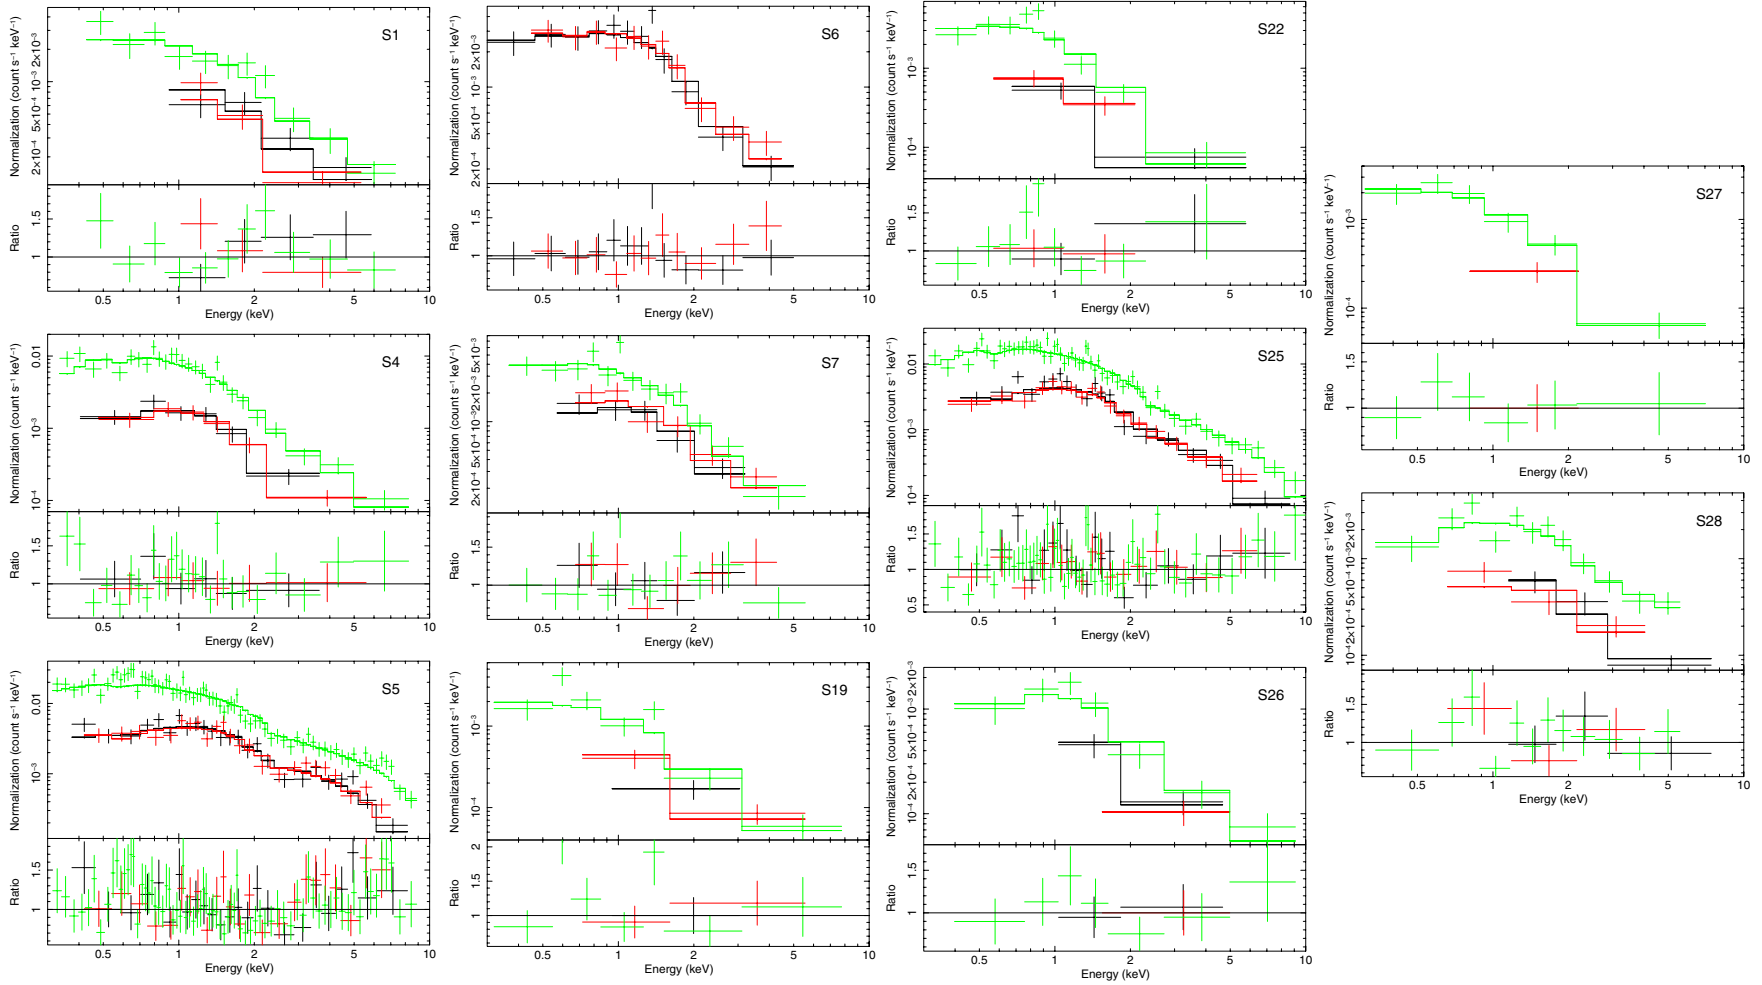 S1
Normalization (count s⁻¹ keV⁻¹)
2×10⁻⁴ 5×10⁻⁴ 10⁻³ 2×10⁻³
Ratio
1 1.5
0.5 1 2 5 10
Energy (keV)
S4
Normalization (count s⁻¹ keV⁻¹)
10⁻⁴ 10⁻³ 0.01
Ratio
1 1.5
0.5 1 2 5 10
Energy (keV)
S5
Normalization (count s⁻¹ keV⁻¹)
10⁻³ 0.01
Ratio
1 1.5
0.5 1 2 5 10
Energy (keV)
S6
Normalization (count s⁻¹ keV⁻¹)
2×10⁻⁴ 5×10⁻⁴ 10⁻³ 2×10⁻³
Ratio
1 1.5
0.5 1 2 5 10
Energy (keV)
S7
Normalization (count s⁻¹ keV⁻¹)
2×10⁻⁴ 5×10⁻⁴ 10⁻³ 2×10⁻³ 5×10⁻³
Ratio
1 1.5
0.5 1 2 5 10
Energy (keV)
S19
Normalization (count s⁻¹ keV⁻¹)
10⁻⁴ 10⁻³
Ratio
1 1.5 2
0.5 1 2 5 10
Energy (keV)
S22
Normalization (count s⁻¹ keV⁻¹)
10⁻⁴ 10⁻³
Ratio
1 1.5
0.5 1 2 5 10
Energy (keV)
S25
Normalization (count s⁻¹ keV⁻¹)
10⁻⁴ 10⁻³ 0.01
Ratio
0.5 1 1.5
0.5 1 2 5 10
Energy (keV)
S26
Normalization (count s⁻¹ keV⁻¹)
10⁻⁴ 2×10⁻⁴ 5×10⁻⁴ 10⁻³ 2×10⁻³
Ratio
1 1.5
0.5 1 2 5 10
Energy (keV)
S27
Normalization (count s⁻¹ keV⁻¹)
10⁻⁴ 10⁻³
Ratio
1 1.5
0.5 1 2 5 10
Energy (keV)
S28
Normalization (count s⁻¹ keV⁻¹)
10⁻⁴ 2×10⁻⁴ 5×10⁻⁴ 10⁻³ 2×10⁻³
Ratio
1 1.5
0.5 1 2 5 10
Energy (keV)